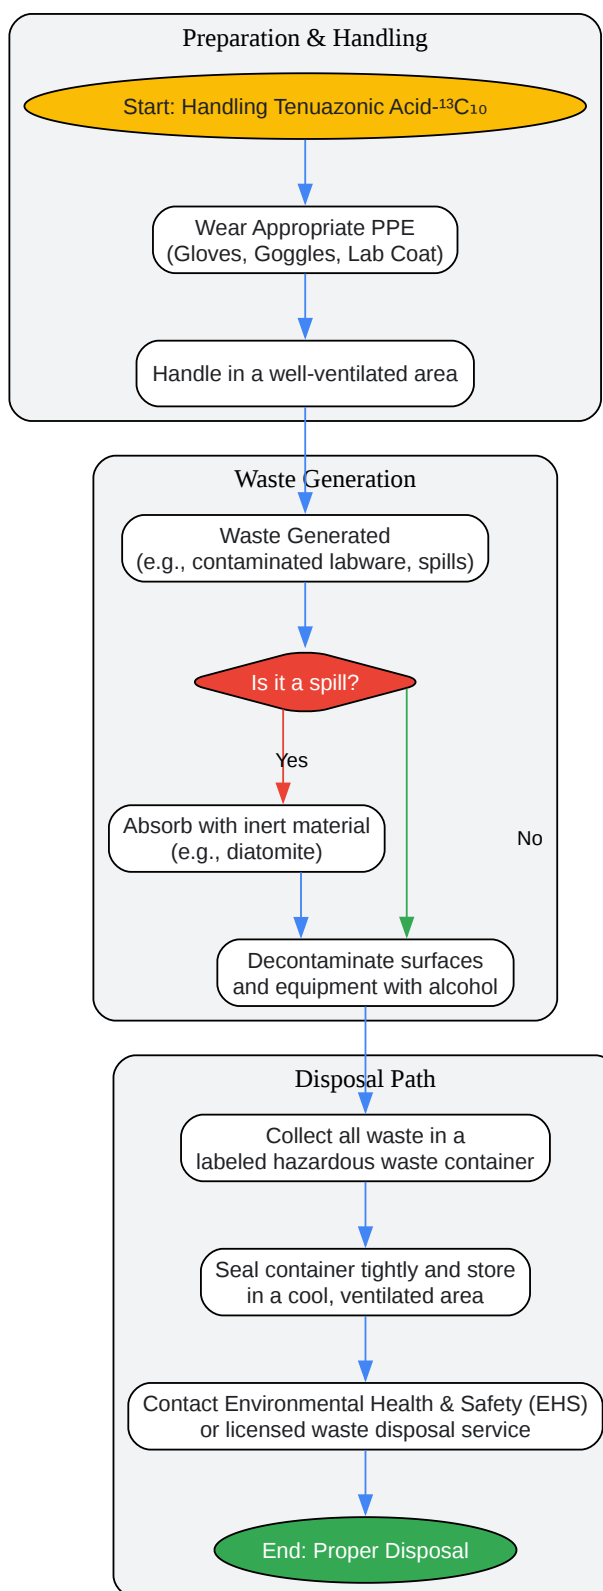 Preparation & Handling
Start: Handling Tenuazonic Acid-¹³C₁₀
Wear Appropriate PPE
(Gloves, Goggles, Lab Coat)
Handle in a well-ventilated area
Waste Generation
Waste Generated
(e.g., contaminated labware, spills)
Is it a spill?
Yes
Absorb with inert material
(e.g., diatomite)
No
Decontaminate surfaces
and equipment with alcohol
Disposal Path
Collect all waste in a
labeled hazardous waste container
Seal container tightly and store
in a cool, ventilated area
Contact Environmental Health & Safety (EHS)
or licensed waste disposal service
End: Proper Disposal